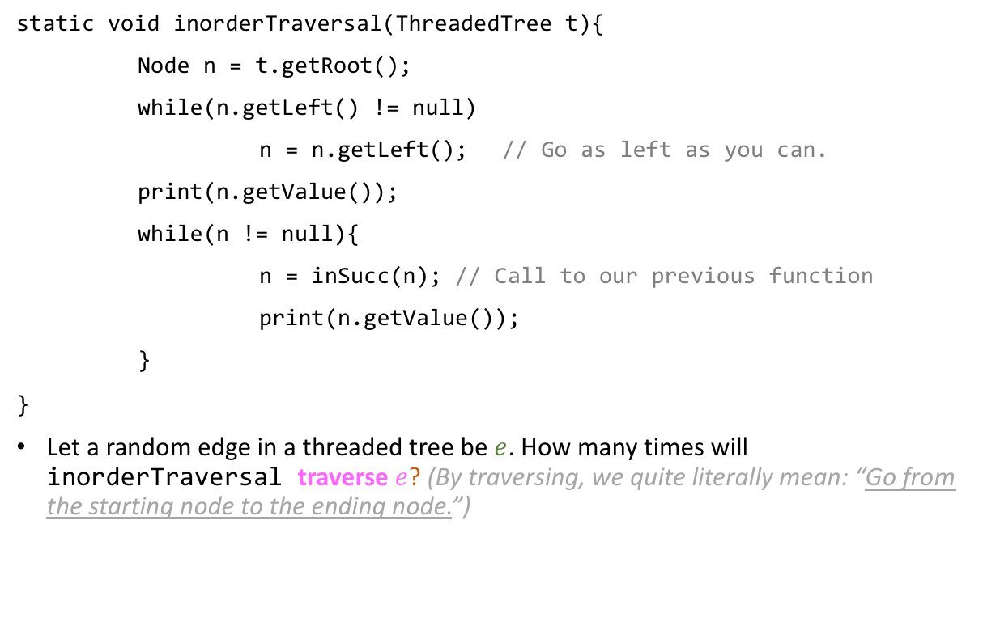 static void inorderTraversal(ThreadedTree t){
Node n = t.getRoot();
while(n.getLeft() != null)
n = n.getLeft(); // Go as left as you can.
print(n.getValue());
while(n != null){
n = inSucc(n); // Call to our previous function
print(n.getValue());
}
}
• Let a random edge in a threaded tree be e. How many times will
inorderTraversal traverse e? (By traversing, we quite literally mean: “Go from
the starting node to the ending node.”)